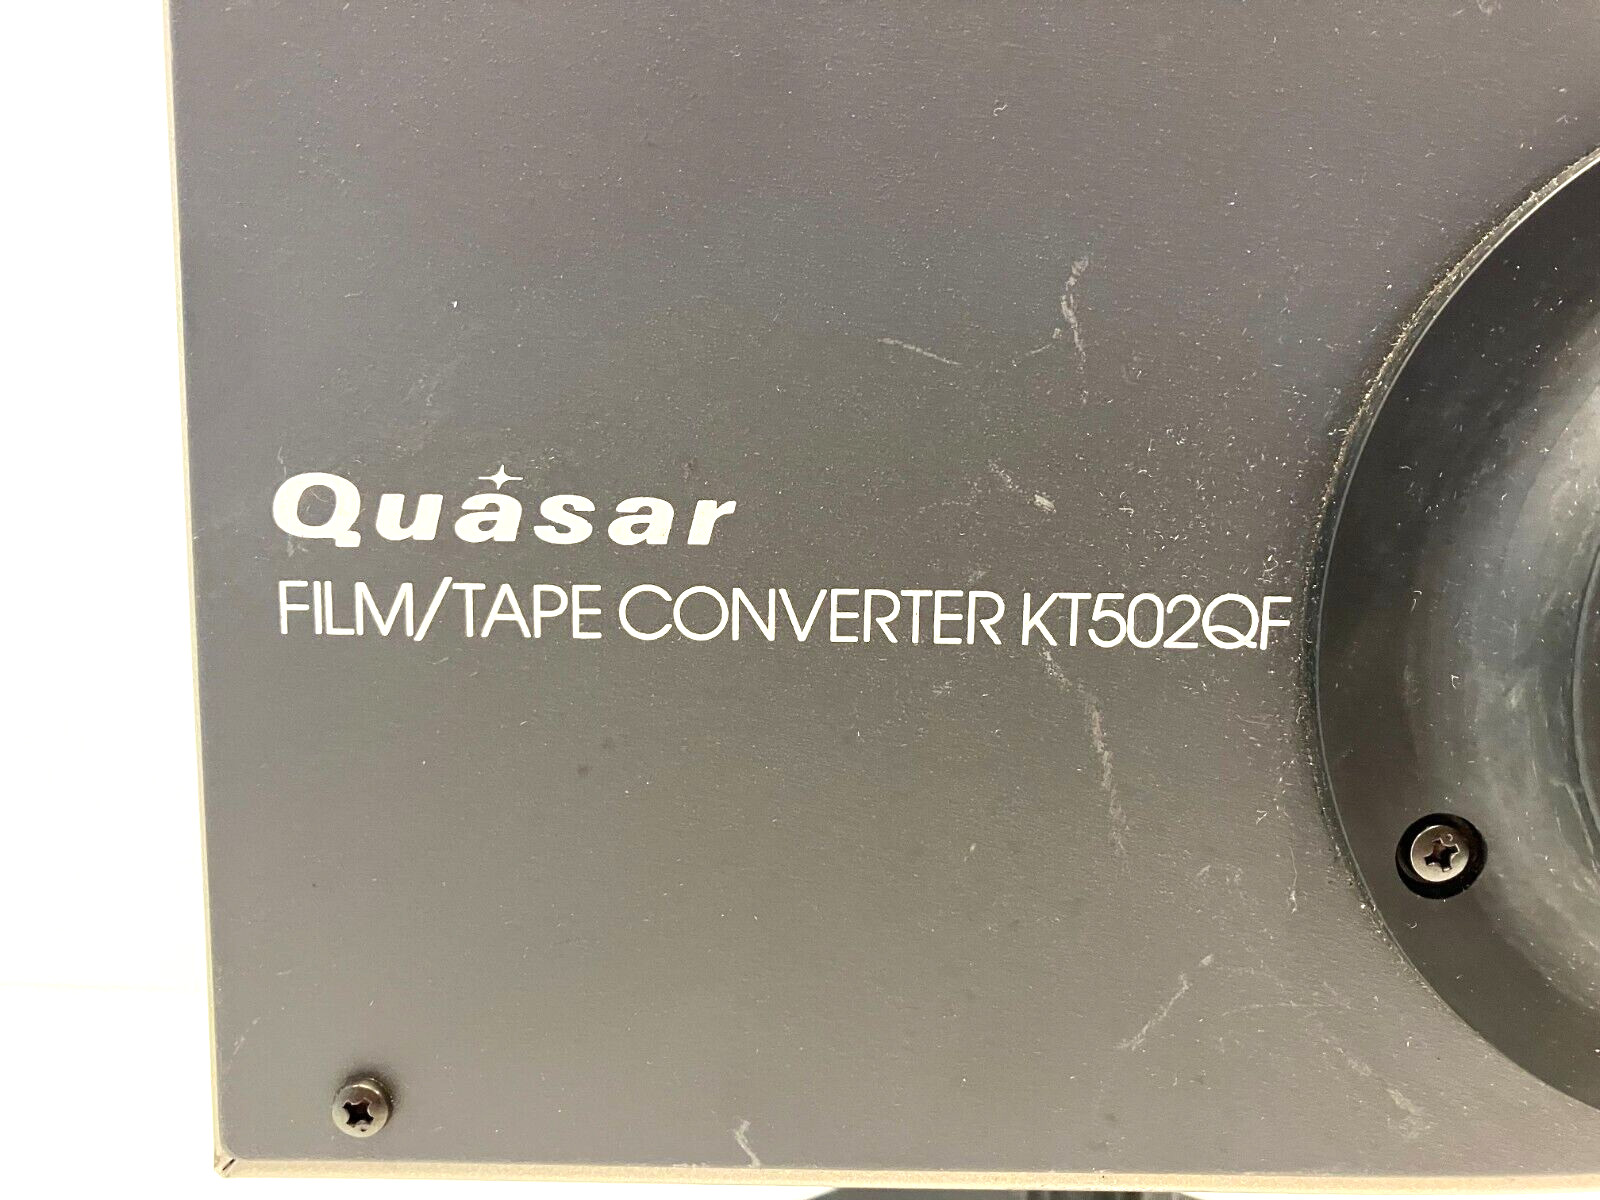 Quasar
FILM/TAPE CONVERTER KT502QF